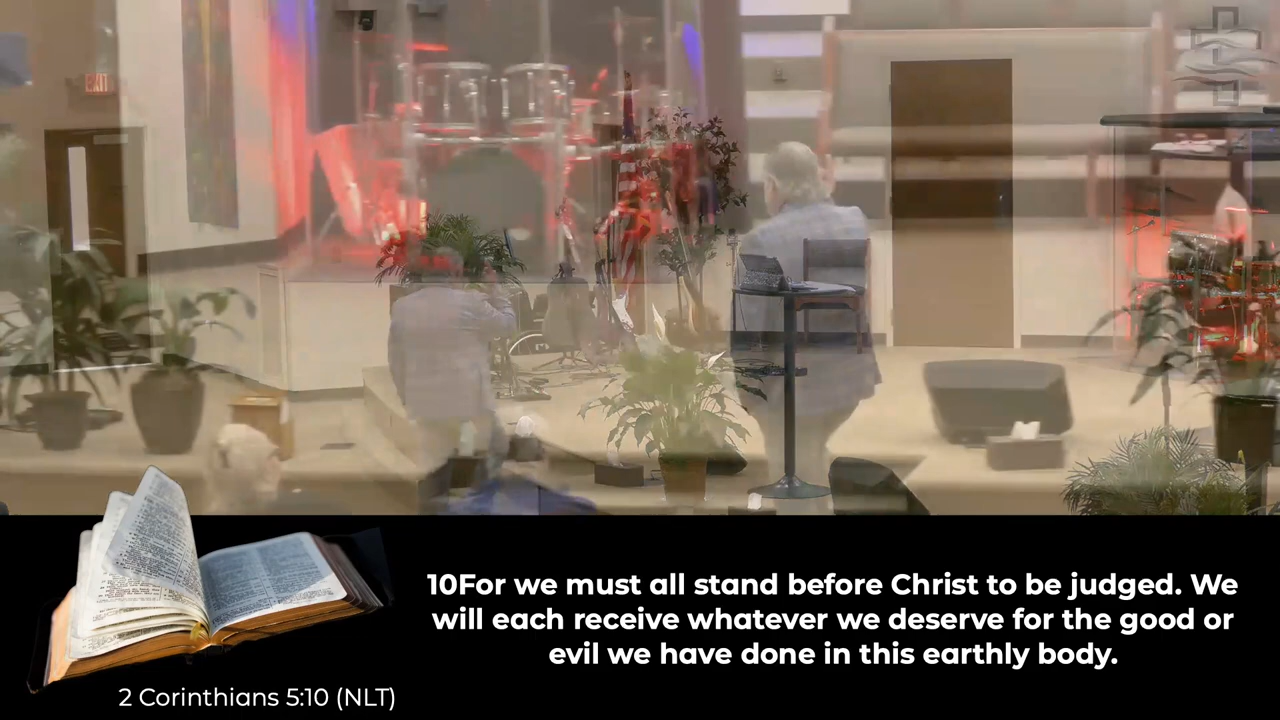 EXIT
10For we must all stand before Christ to be judged. We
will each receive whatever we deserve for the good or
evil we have done in this earthly body.
2 Corinthians 5:10 (NLT)